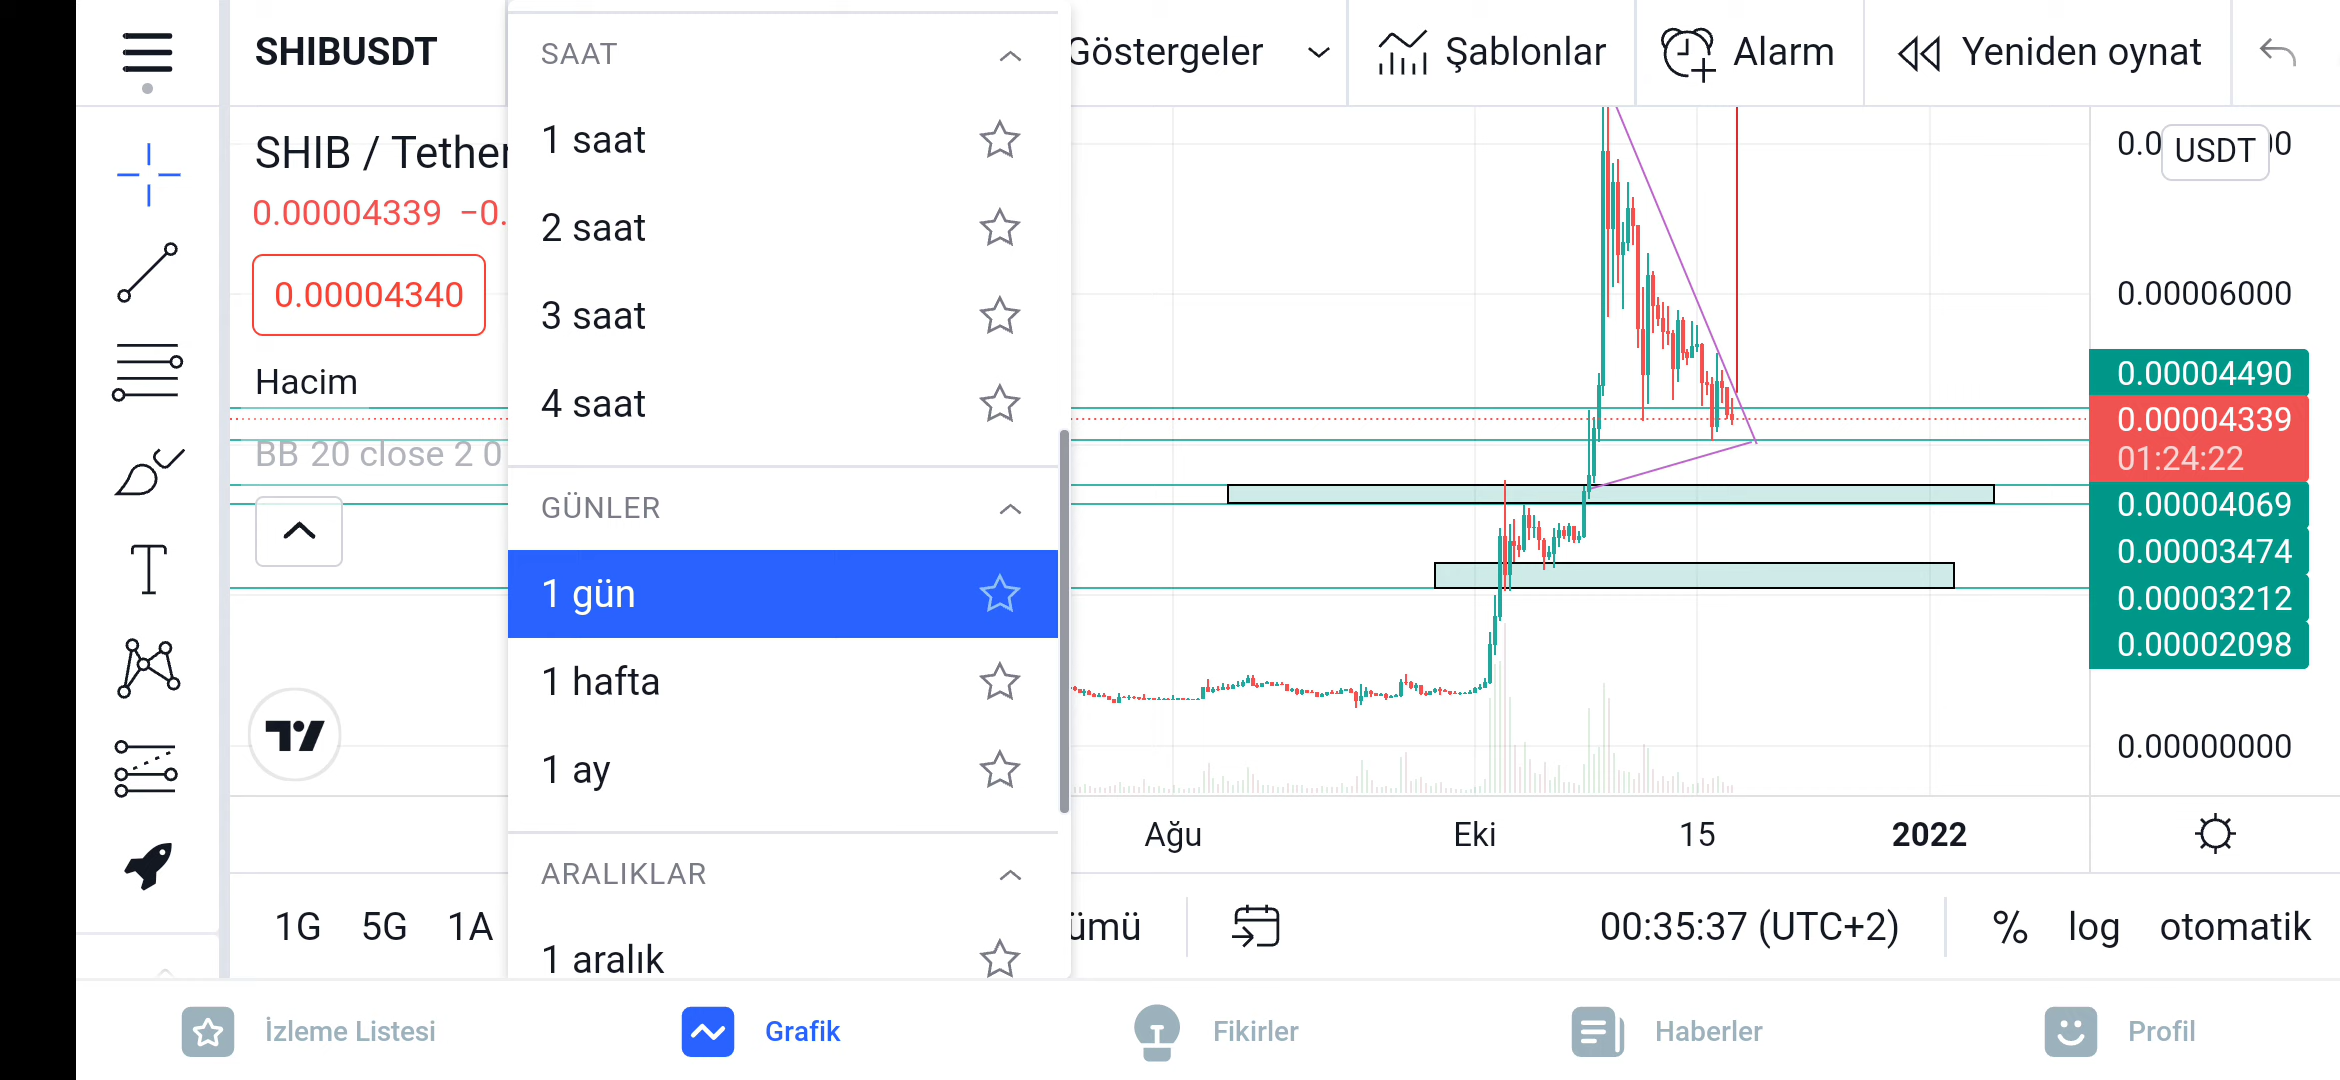 SHIBUSDT
Göstergeler
Şablonlar
Alarm
Yeniden oynat
SHIB / Tether
0.00004339 −0.
0.00004340
Hacim
BB 20 close 2 0
SAAT
1 saat
2 saat
3 saat
4 saat
GÜNLER
1 gün
1 hafta
1 ay
ARALIKLAR
1 aralık
USDT
0.00006000
0.00004490
0.00004339
01:24:22
0.00004069
0.00003474
0.00003212
0.00002098
0.00000000
Ağu
Eki
15
2022
1G
5G
1A
ümü
00:35:37 (UTC+2)
%
log
otomatik
İzleme Listesi
Grafik
Fikirler
Haberler
Profil